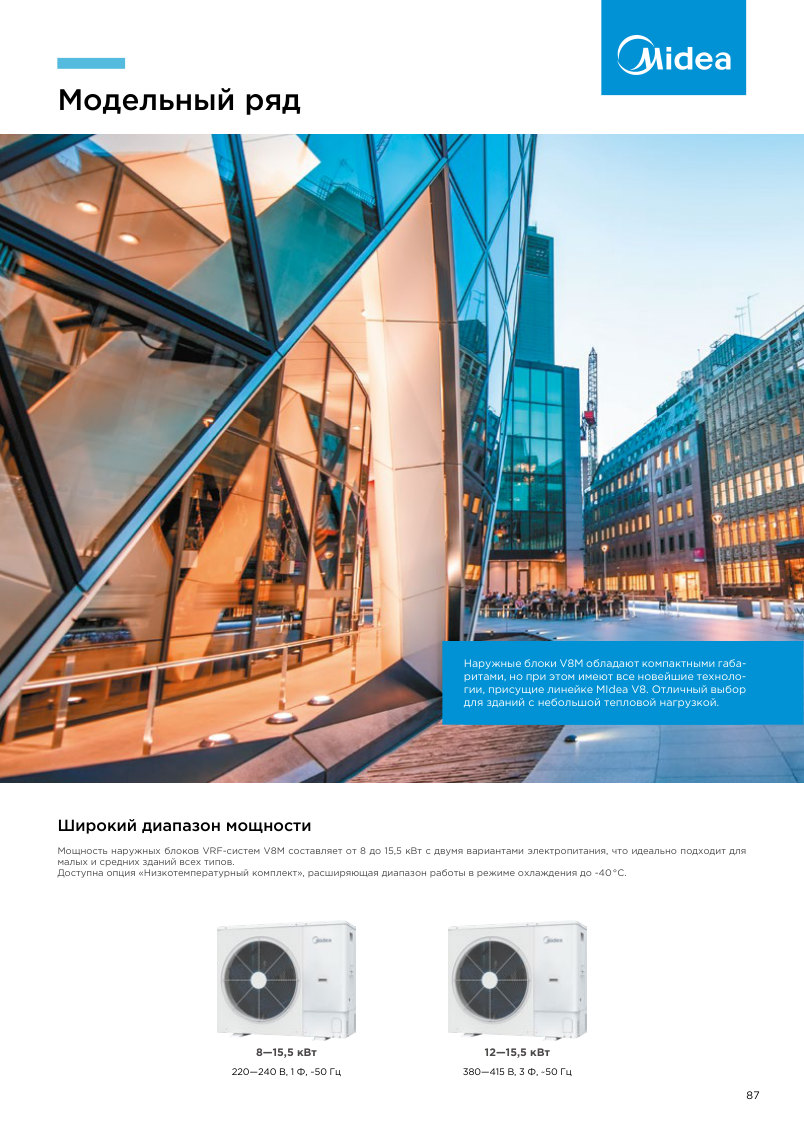 Midea
Модельный ряд
Наружные блоки V8M обладают компактными габа-
ритами, но при этом имеют все новейшие техноло-
гии, присущие линейке MIdea V8. Отличный выбор
для зданий с небольшой тепловой нагрузкой.
Широкий диапазон мощности
Мощность наружных блоков VRF-систем V8M составляет от 8 до 15,5 кВт с двумя вариантами электропитания, что идеально подходит для
малых и средних зданий всех типов.
Доступна опция «Низкотемпературный комплект», расширяющая диапазон работы в режиме охлаждения до -40 °C.
Midea
Midea
8—15,5 кВт
12—15,5 кВт
220—240 В, 1 Ф, ~50 Гц
380—415 В, 3 Ф, ~50 Гц
87